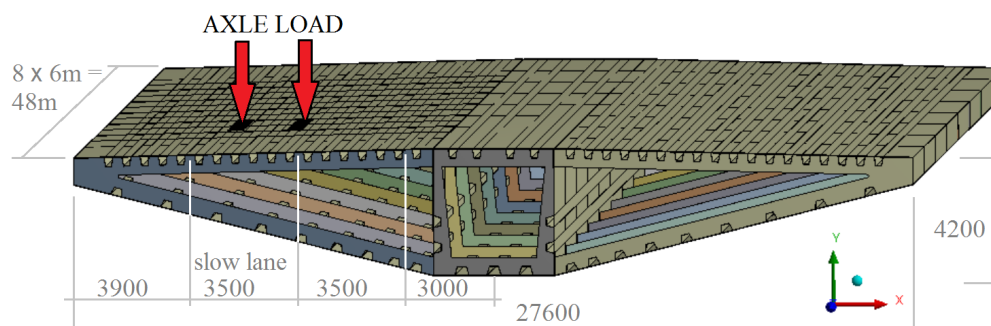 AXLE LOAD
8 x 6m =
48m
slow lane
3900
3500
3500
3000
27600
4200
Y
X